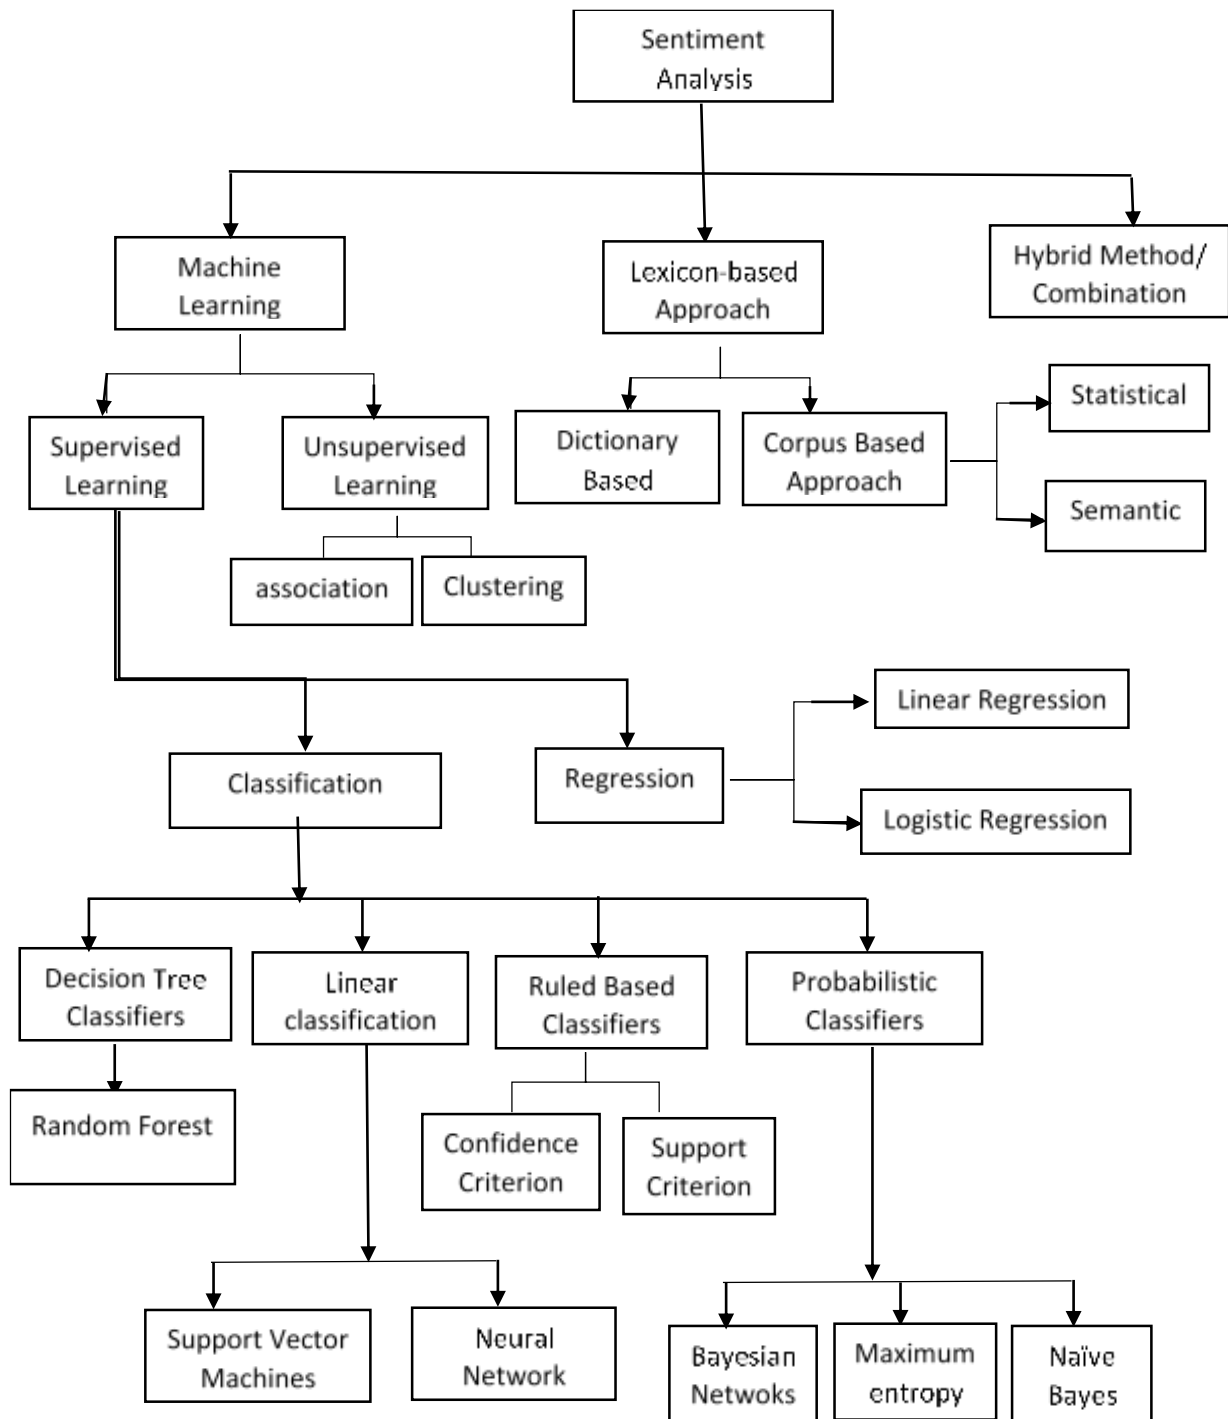 Sentiment
Analysis
Machine
Learning
Lexicon-based
Approach
Hybrid Method/
Combination
Supervised
Learning
Unsupervised
Learning
Dictionary
Based
Corpus Based
Approach
Statistical
Semantic
association
Clustering
Classification
Regression
Linear Regression
Logistic Regression
Decision Tree
Classifiers
Linear
classification
Ruled Based
Classifiers
Probabilistic
Classifiers
Random Forest
Confidence
Criterion
Support
Criterion
Support Vector
Machines
Neural
Network
Bayesian
Netwoks
Maximum
entropy
Naïve
Bayes